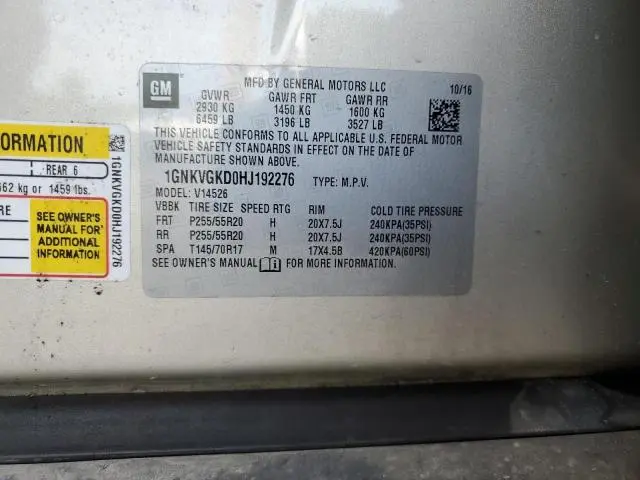 GM
MFD BY GENERAL MOTORS LLC
10/16
GVWR GAWR FRT GAWR RR
2930 KG 1450 KG 1600 KG
6459 LB 3196 LB 3527 LB
THIS VEHICLE CONFORMS TO ALL APPLICABLE U.S. FEDERAL MOTOR
VEHICLE SAFETY STANDARDS IN EFFECT ON THE DATE OF
MANUFACTURE SHOWN ABOVE.
1GNKVGKD0HJ192276 TYPE: M.P.V.
MODEL: V14526
VBBK TIRE SIZE SPEED RTG RIM COLD TIRE PRESSURE
FRT P255/55R20 H 20X7.5J 240KPA(35PSI)
RR P255/55R20 H 20X7.5J 240KPA(35PSI)
SPA T145/70R17 M 17X4.5B 420KPA(60PSI)
SEE OWNER'S MANUAL FOR MORE INFORMATION.
ORMATION
REAR 6
662 kg or 1459 lbs.
RE
SEE OWNER'S
MANUAL FOR
ADDITIONAL
INFORMATION
1GNKVGKD0HJ192276